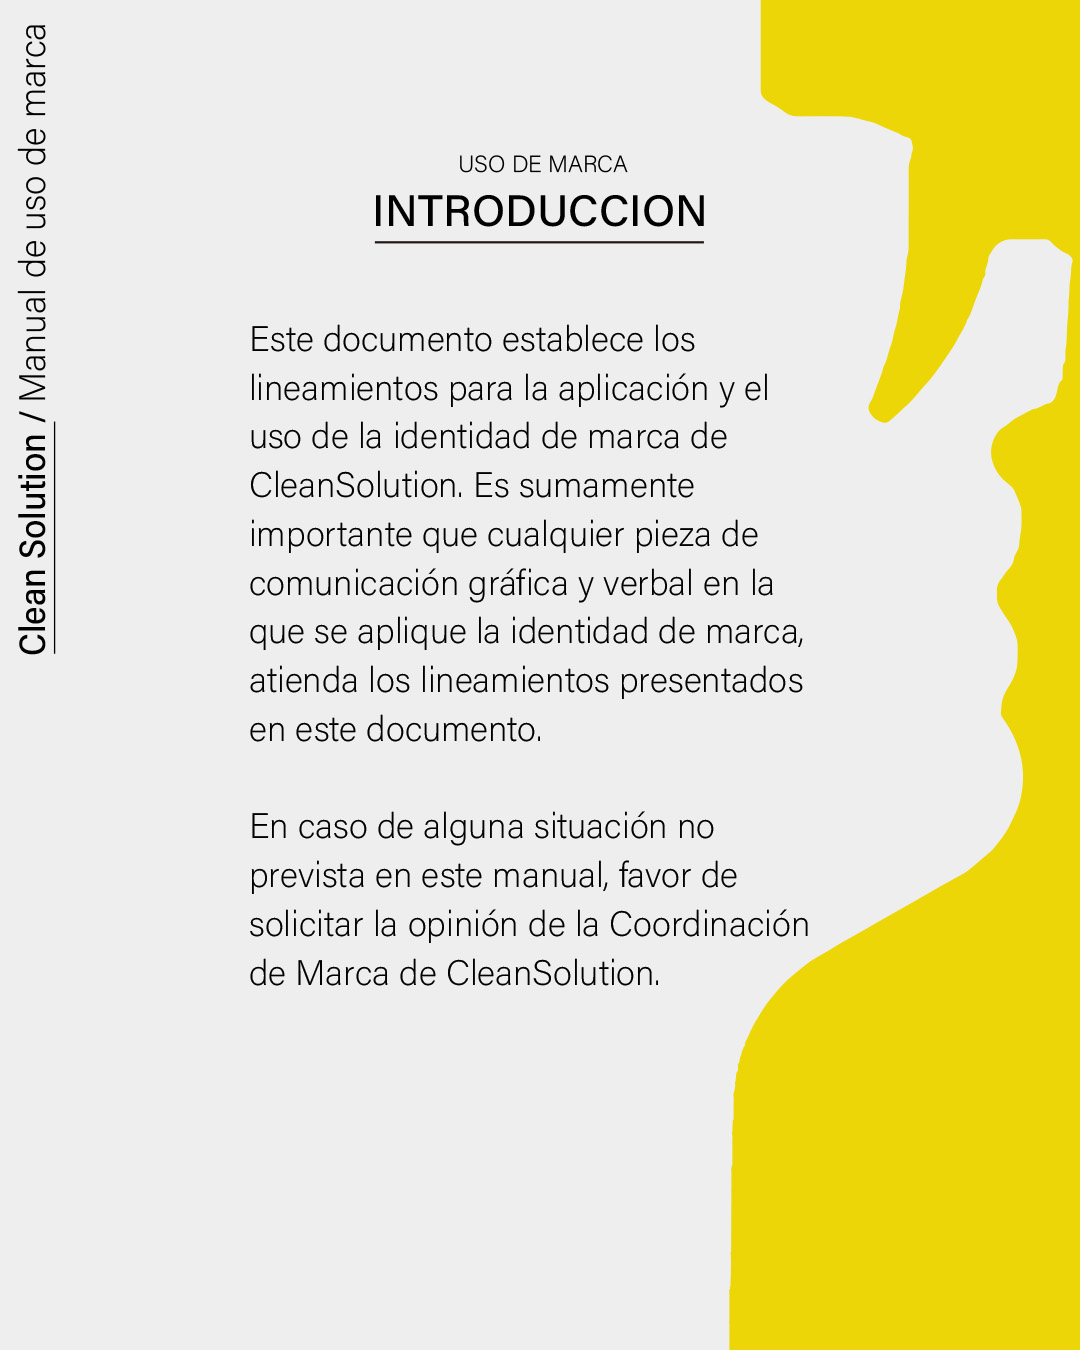 Clean Solution / Manual de uso de marca
USO DE MARCA
INTRODUCCION
Este documento establece los
lineamientos para la aplicación y el
uso de la identidad de marca de
CleanSolution. Es sumamente
importante que cualquier pieza de
comunicación gráfica y verbal en la
que se aplique la identidad de marca,
atienda los lineamientos presentados
en este documento.
En caso de alguna situación no
prevista en este manual, favor de
solicitar la opinión de la Coordinación
de Marca de CleanSolution.